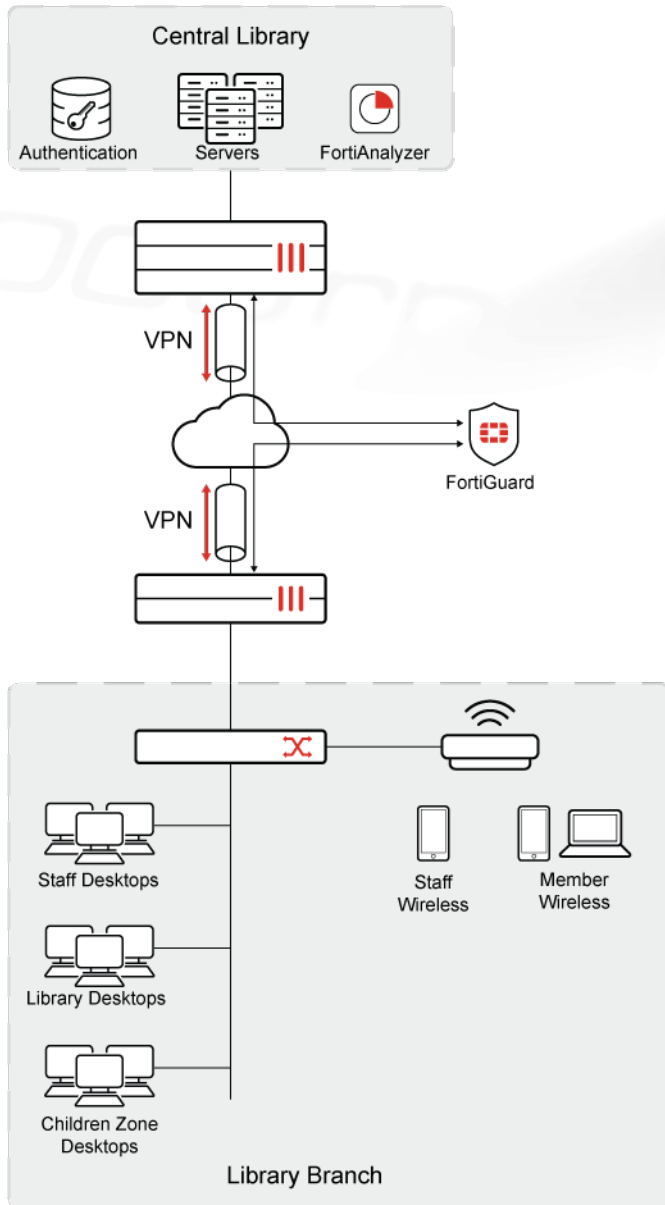 Central Library
Authentication
Servers
FortiAnalyzer
VPN
FortiGuard
VPN
Staff Desktops
Staff
Wireless
Member
Wireless
Library Desktops
Children Zone
Desktops
Library Branch